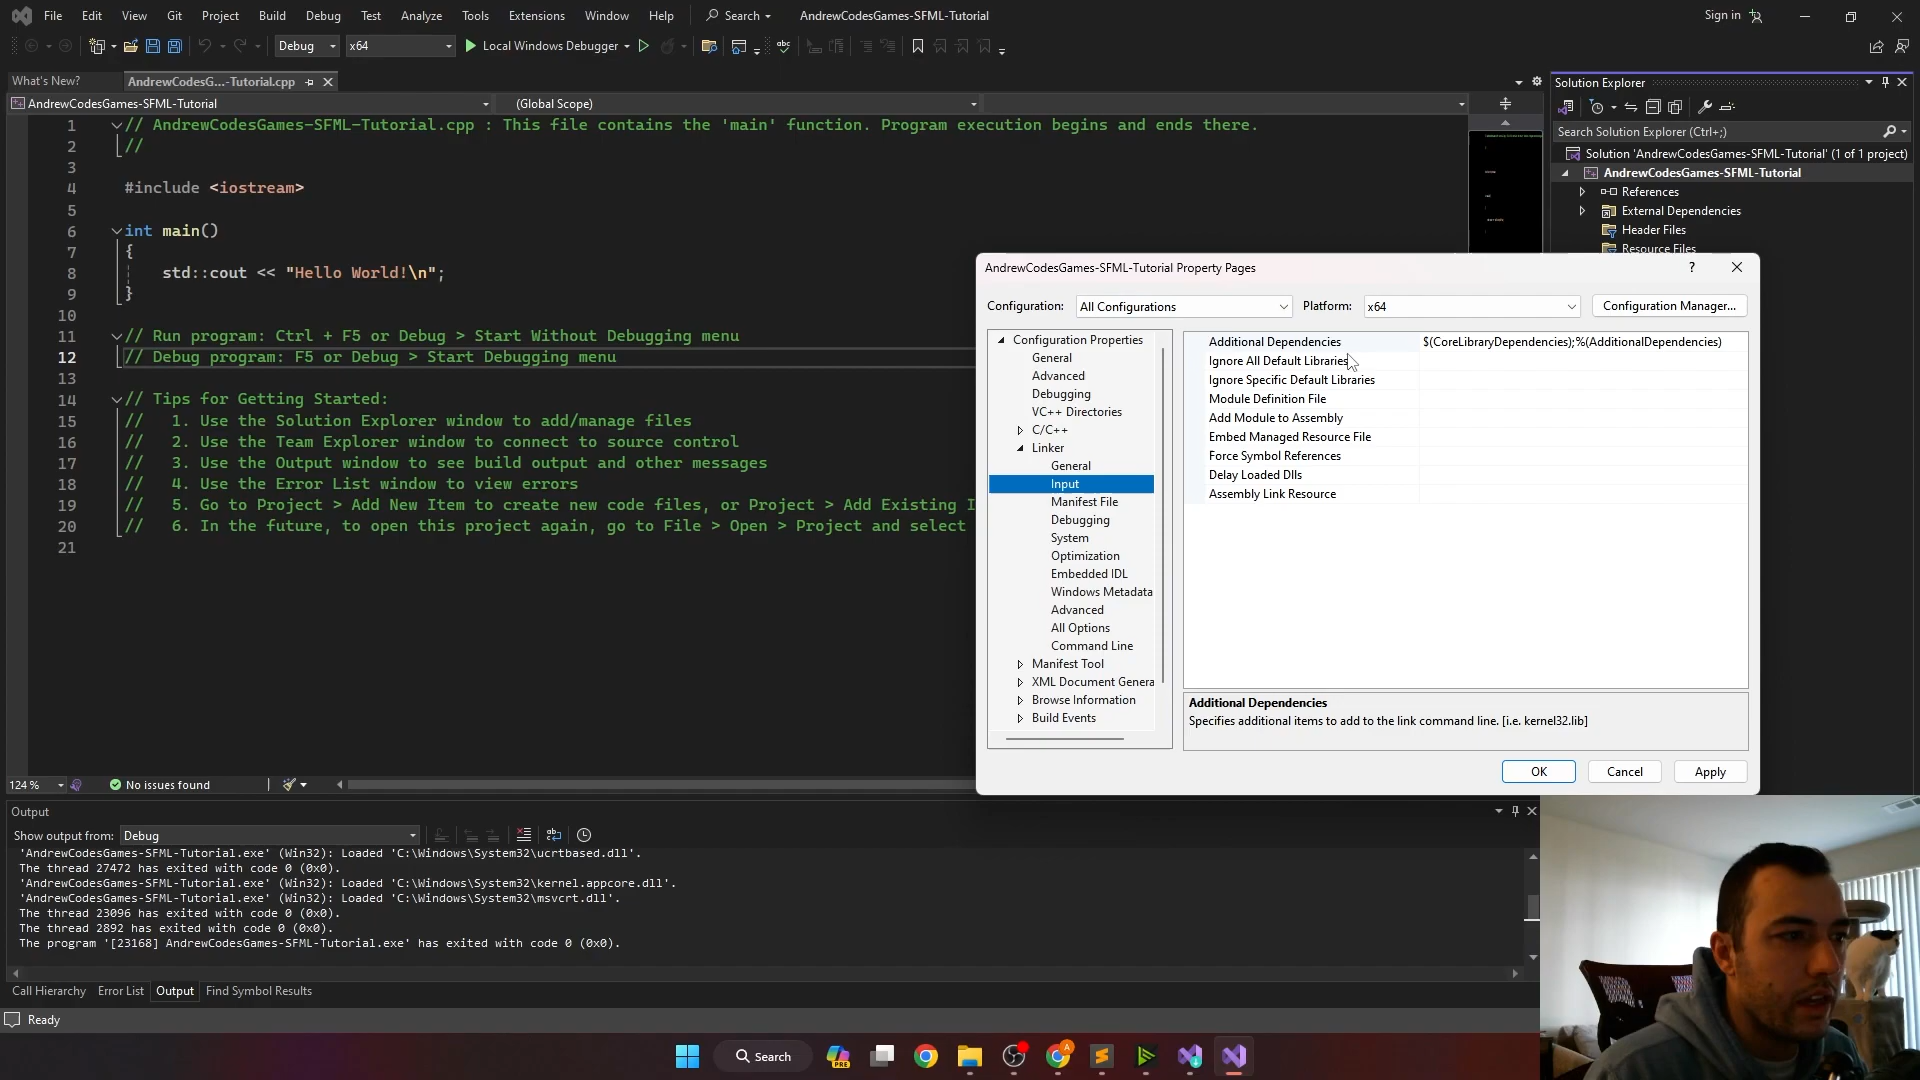 File Edit View Git Project Build Debug Test Analyze Tools Extensions Window Help Search AndrewCodesGames-SFML-Tutorial Sign in
Debug x64 Local Windows Debugger
What's New? AndrewCodesG...-Tutorial.cpp
AndrewCodesGames-SFML-Tutorial (Global Scope)
1 // AndrewCodesGames-SFML-Tutorial.cpp : This file contains the 'main' function. Program execution begins and ends there.
2 //
3
4 #include <iostream>
5
6 int main()
7 {
8 std::cout << "Hello World!\n";
9 }
10
11 // Run program: Ctrl + F5 or Debug > Start Without Debugging menu
12 // Debug program: F5 or Debug > Start Debugging menu
13
14 // Tips for Getting Started:
15 // 1. Use the Solution Explorer window to add/manage files
16 // 2. Use the Team Explorer window to connect to source control
17 // 3. Use the Output window to see build output and other messages
18 // 4. Use the Error List window to view errors
19 // 5. Go to Project > Add New Item to create new code files, or Project > Add Existing I
20 // 6. In the future, to open this project again, go to File > Open > Project and select
21
124 % No issues found
Solution Explorer
Search Solution Explorer (Ctrl+;)
Solution 'AndrewCodesGames-SFML-Tutorial' (1 of 1 project)
AndrewCodesGames-SFML-Tutorial
References
External Dependencies
Header Files
Resource Files
AndrewCodesGames-SFML-Tutorial Property Pages ?
Configuration: All Configurations Platform: x64 Configuration Manager...
Configuration Properties
General
Advanced
Debugging
VC++ Directories
C/C++
Linker
General
Input
Manifest File
Debugging
System
Optimization
Embedded IDL
Windows Metadata
Advanced
All Options
Command Line
Manifest Tool
XML Document Genera
Browse Information
Build Events
Additional Dependencies $(CoreLibraryDependencies);%(AdditionalDependencies)
Ignore All Default Libraries
Ignore Specific Default Libraries
Module Definition File
Add Module to Assembly
Embed Managed Resource File
Force Symbol References
Delay Loaded Dlls
Assembly Link Resource
Additional Dependencies
Specifies additional items to add to the link command line. [i.e. kernel32.lib]
OK Cancel Apply
Output
Show output from: Debug
'AndrewCodesGames-SFML-Tutorial.exe' (Win32): Loaded 'C:\Windows\System32\ucrtbased.dll'.
The thread 27472 has exited with code 0 (0x0).
'AndrewCodesGames-SFML-Tutorial.exe' (Win32): Loaded 'C:\Windows\System32\kernel.appcore.dll'.
'AndrewCodesGames-SFML-Tutorial.exe' (Win32): Loaded 'C:\Windows\System32\msvcrt.dll'.
The thread 23096 has exited with code 0 (0x0).
The thread 2892 has exited with code 0 (0x0).
The program '[23168] AndrewCodesGames-SFML-Tutorial.exe' has exited with code 0 (0x0).
Call Hierarchy Error List Output Find Symbol Results
Ready
Search PRE A